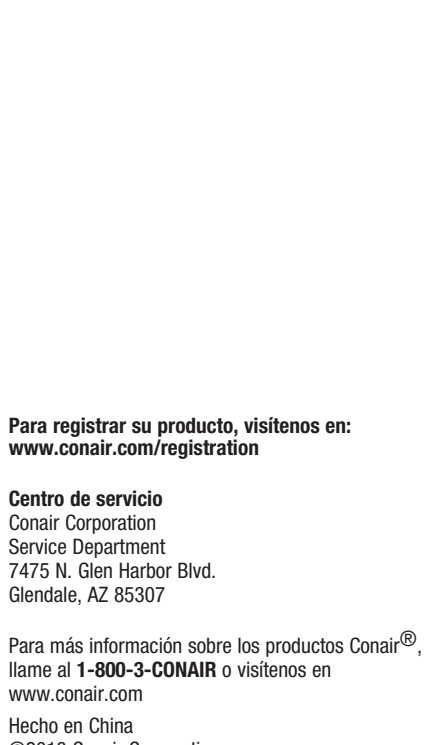 Para registrar su producto, visítenos en:
www.conair.com/registration
Centro de servicio
Conair Corporation
Service Department
7475 N. Glen Harbor Blvd.
Glendale, AZ 85307
Para más información sobre los productos Conair®,
llame al 1-800-3-CONAIR o visítenos en
www.conair.com
Hecho en China
Conair Corporation